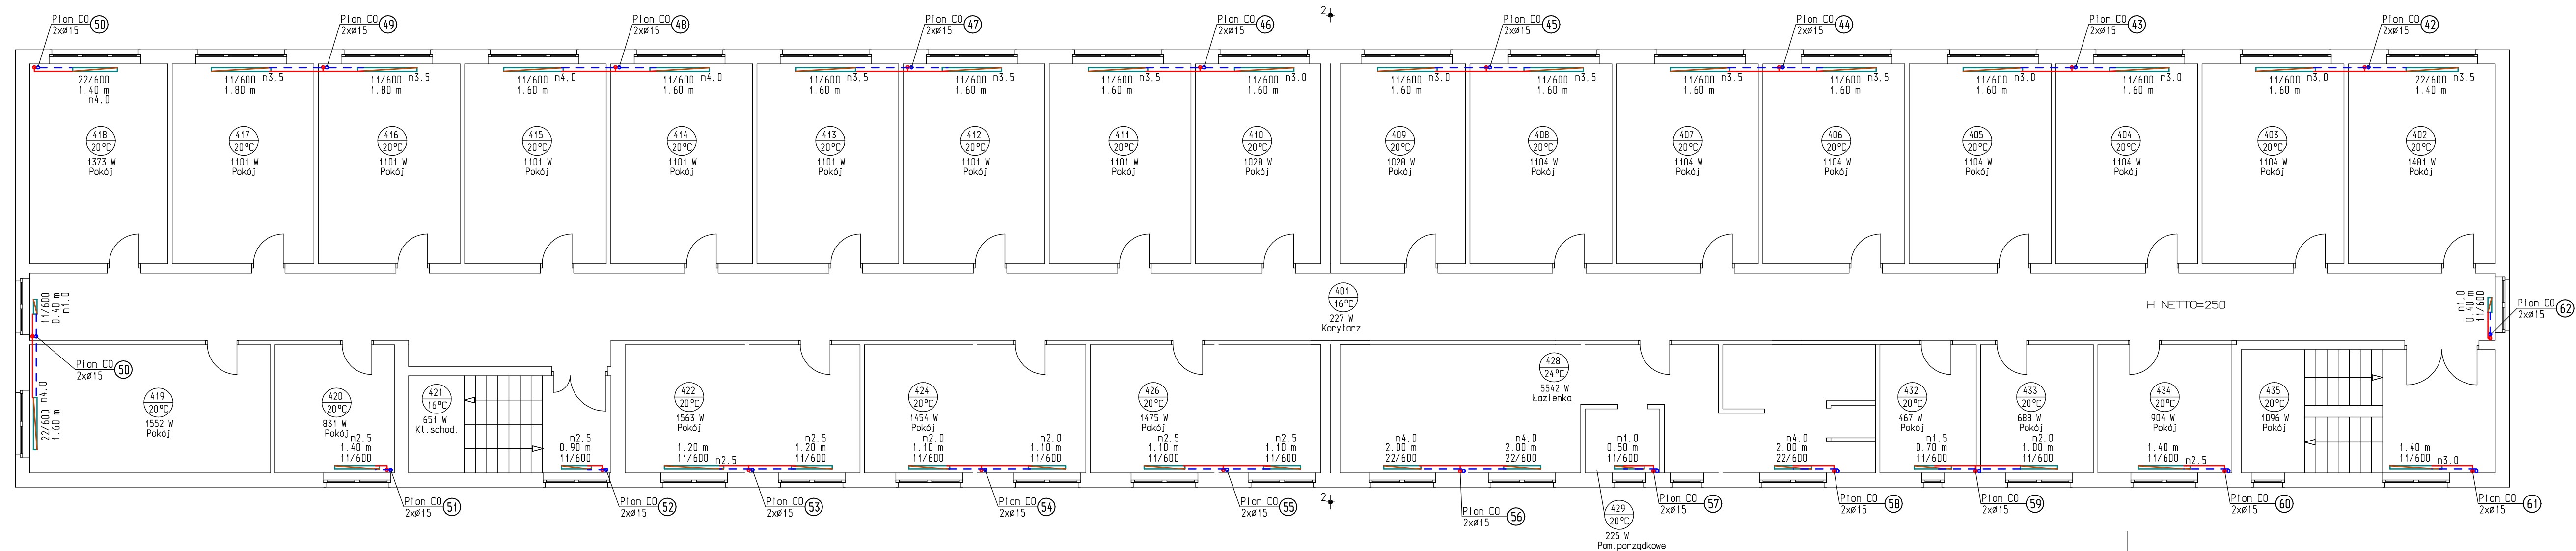 Pion CO 50
2xø15
Pion CO 49
2xø15
Pion CO 48
2xø15
Pion CO 47
2xø15
Pion CO 46
2xø15
2
Pion CO 45
2xø15
Pion CO 44
2xø15
Pion CO 43
2xø15
Pion CO 42
2xø15
22/600
1.40 m
n4.0
11/600 n3.5
1.80 m
11/600 n3.5
1.80 m
11/600 n4.0
1.60 m
11/600 n4.0
1.60 m
11/600 n3.5
1.60 m
11/600 n3.5
1.60 m
11/600 n3.5
1.60 m
11/600 n3.0
1.60 m
11/600 n3.0
1.60 m
11/600 n3.5
1.60 m
11/600 n3.5
1.60 m
11/600 n3.5
1.60 m
11/600 n3.0
1.60 m
11/600 n3.0
1.60 m
11/600 n3.0
1.60 m
22/600 n3.5
1.40 m
418
20°C
1373 W
Pokój
417
20°C
1101 W
Pokój
416
20°C
1101 W
Pokój
415
20°C
1101 W
Pokój
414
20°C
1101 W
Pokój
413
20°C
1101 W
Pokój
412
20°C
1101 W
Pokój
411
20°C
1101 W
Pokój
410
20°C
1028 W
Pokój
409
20°C
1028 W
Pokój
408
20°C
1104 W
Pokój
407
20°C
1104 W
Pokój
406
20°C
1104 W
Pokój
405
20°C
1104 W
Pokój
404
20°C
1104 W
Pokój
403
20°C
1104 W
Pokój
402
20°C
1481 W
Pokój
11/600
0.40 m
n1.0
401
16°C
227 W
Korytarz
H NETTO=250
n1.0
0.40 m
11/600
Pion CO 62
2xø15
Pion CO 50
2xø15
22/600 n4.0
1.60 m
419
20°C
1552 W
Pokój
420
20°C
831 W
Pokój
n2.5
1.40 m
11/600
421
16°C
651 W
Kl.schod.
n2.5
0.90 m
11/600
422
20°C
1563 W
Pokój
1.20 m
11/600
n2.5
n2.5
1.20 m
11/600
424
20°C
1454 W
Pokój
n2.0
1.10 m
11/600
n2.0
1.10 m
11/600
426
20°C
1475 W
Pokój
n2.5
1.10 m
11/600
n2.5
1.10 m
11/600
428
24°C
5542 W
Łazienka
n4.0
2.00 m
22/600
n4.0
2.00 m
22/600
n1.0
0.50 m
11/600
n4.0
2.00 m
22/600
432
20°C
467 W
Pokój
n1.5
0.70 m
11/600
433
20°C
688 W
Pokój
n2.0
1.00 m
11/600
434
20°C
904 W
Pokój
1.40 m
11/600
n2.5
435
20°C
1096 W
Pokój
1.40 m
11/600
n3.0
Pion CO 51
2xø15
Pion CO 52
2xø15
Pion CO 53
2xø15
Pion CO 54
2xø15
Pion CO 55
2xø15
2
Pion CO 56
2xø15
429
20°C
225 W
Pom.porządkowe
Pion CO 57
2xø15
Pion CO 58
2xø15
Pion CO 59
2xø15
Pion CO 60
2xø15
Pion CO 61
2xø15